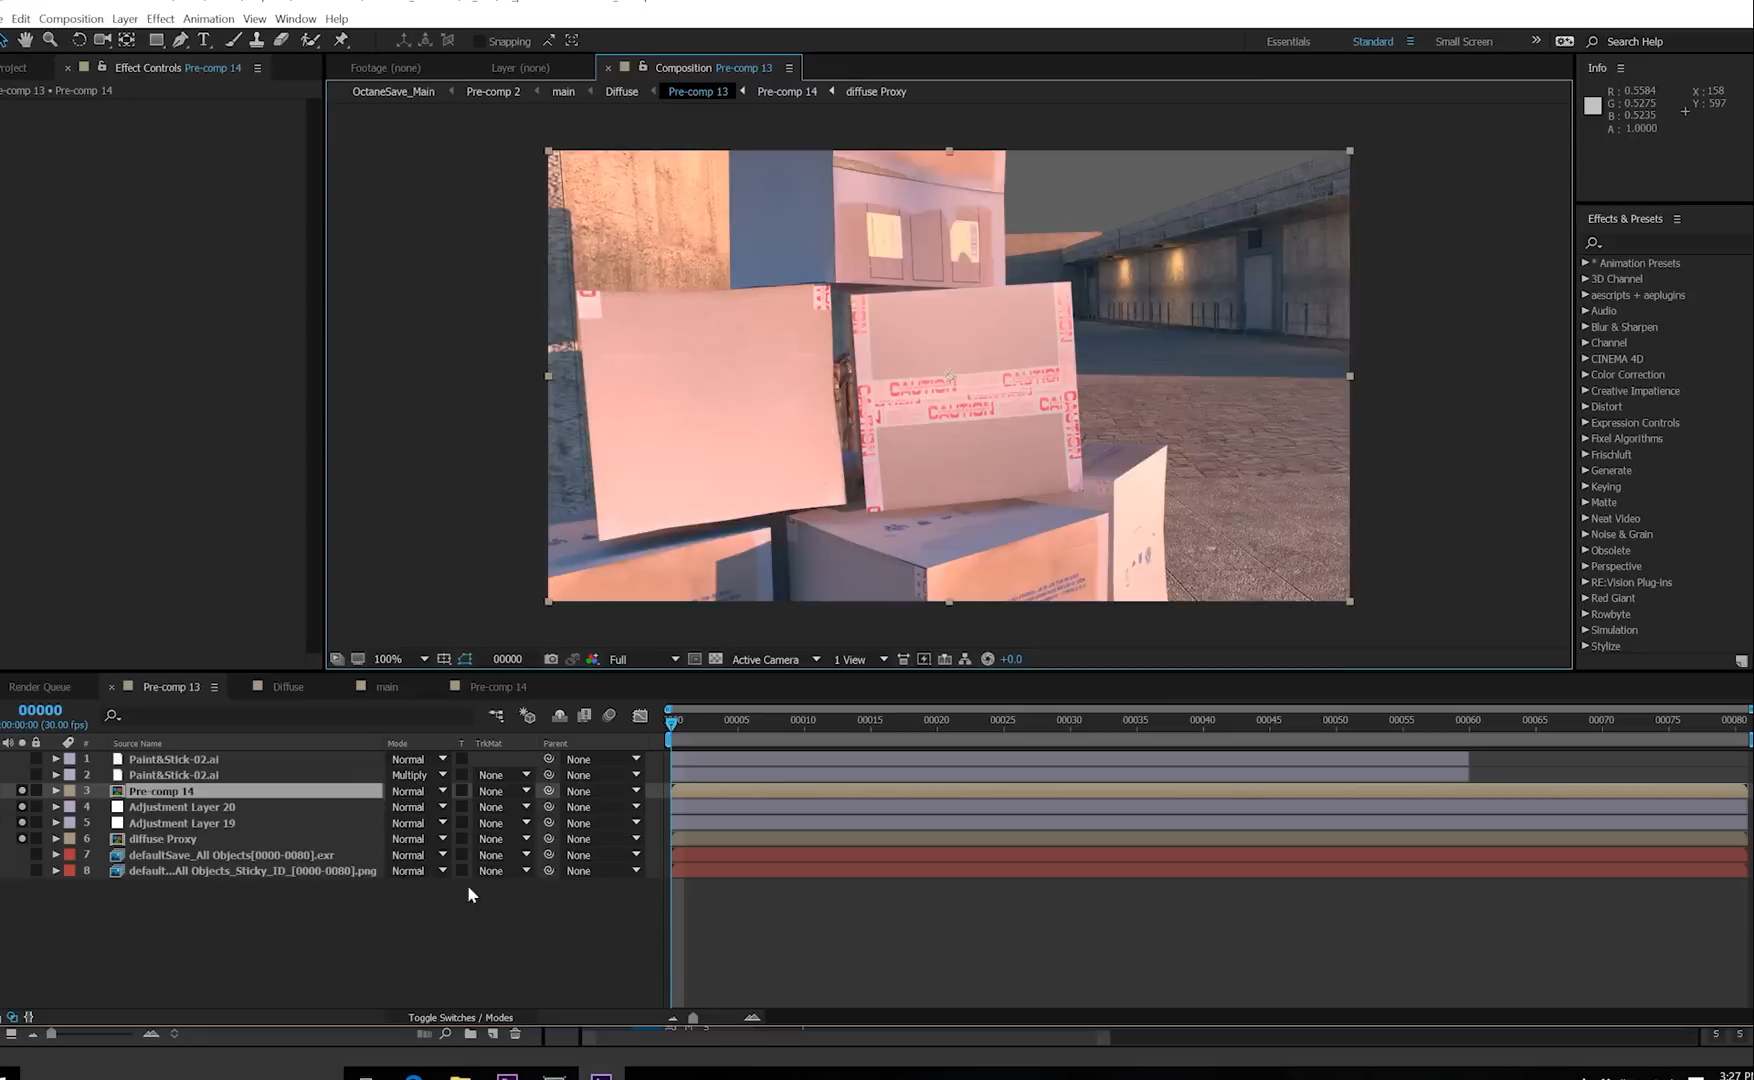 Edit Composition Layer Effect Animation View Window Help
Snapping
Essentials Standard Small Screen Search Help
Effect Controls Pre-comp 14
Footage (none) Layer (none) Composition Pre-comp 13
Info
Pre-comp 14
OctaneSave_Main Pre-comp 2 main Diffuse Pre-comp 13 Pre-comp 14 diffuse Proxy
R : 0.5584 X : 158
G : 0.5275 Y : 597
B : 0.5235
A : 1.0000
Effects & Presets
* Animation Presets
3D Channel
aescripts + aeplugins
Audio
Blur & Sharpen
Channel
CINEMA 4D
Color Correction
Creative Impatience
Distort
Expression Controls
Fixel Algorithms
Frischluft
Generate
Keying
Matte
Neat Video
Noise & Grain
Obsolete
Perspective
RE:Vision Plug-ins
Red Giant
Rowbyte
Simulation
Stylize
CAUTION CAUTION
CAUTION
100% 00000 Full Active Camera 1 View +0.0
Render Queue Pre-comp 13 Diffuse main Pre-comp 14
00000
(30.00 fps)
00005 00010 00015 00020 00025 00030 00035 00040 00045 00050 00055 00060 00065 00070 00075 00080
# Source Name Mode T TrkMat Parent
1 Paint&Stick-02.ai Normal None
2 Paint&Stick-02.ai Multiply None None
3 Pre-comp 14 Normal None None
4 Adjustment Layer 20 Normal None None
5 Adjustment Layer 19 Normal None None
6 diffuse Proxy Normal None None
7 defaultSave_All Objects[0000-0080].exr Normal None None
8 default...All Objects_Sticky_ID_[0000-0080].png Normal None None
Toggle Switches / Modes
S S